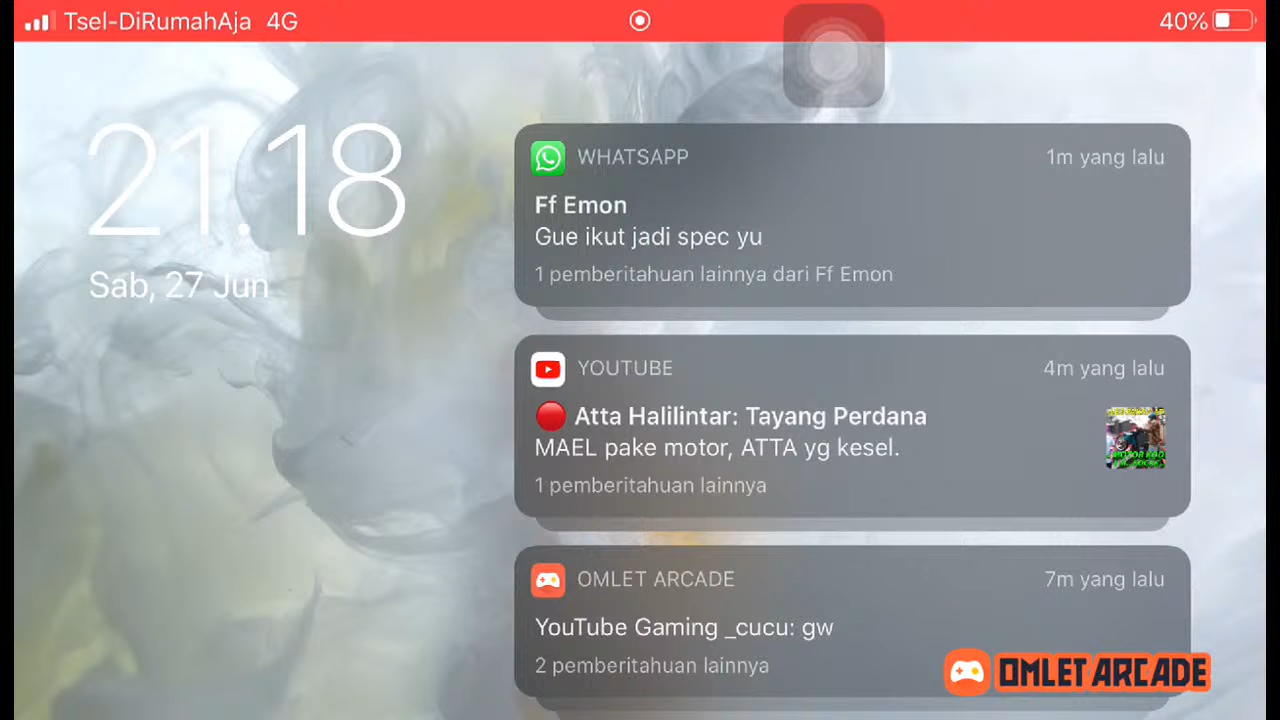 Tsel-DiRumahAja 4G
40%
21.18
Sab, 27 Jun
WHATSAPP
1m yang lalu
Ff Emon
Gue ikut jadi spec yu
1 pemberitahuan lainnya dari Ff Emon
YOUTUBE
4m yang lalu
🔴 Atta Halilintar: Tayang Perdana
MAEL pake motor, ATTA yg kesel.
1 pemberitahuan lainnya
OMLET ARCADE
7m yang lalu
YouTube Gaming _cucu: gw
2 pemberitahuan lainnya
OMLET ARCADE